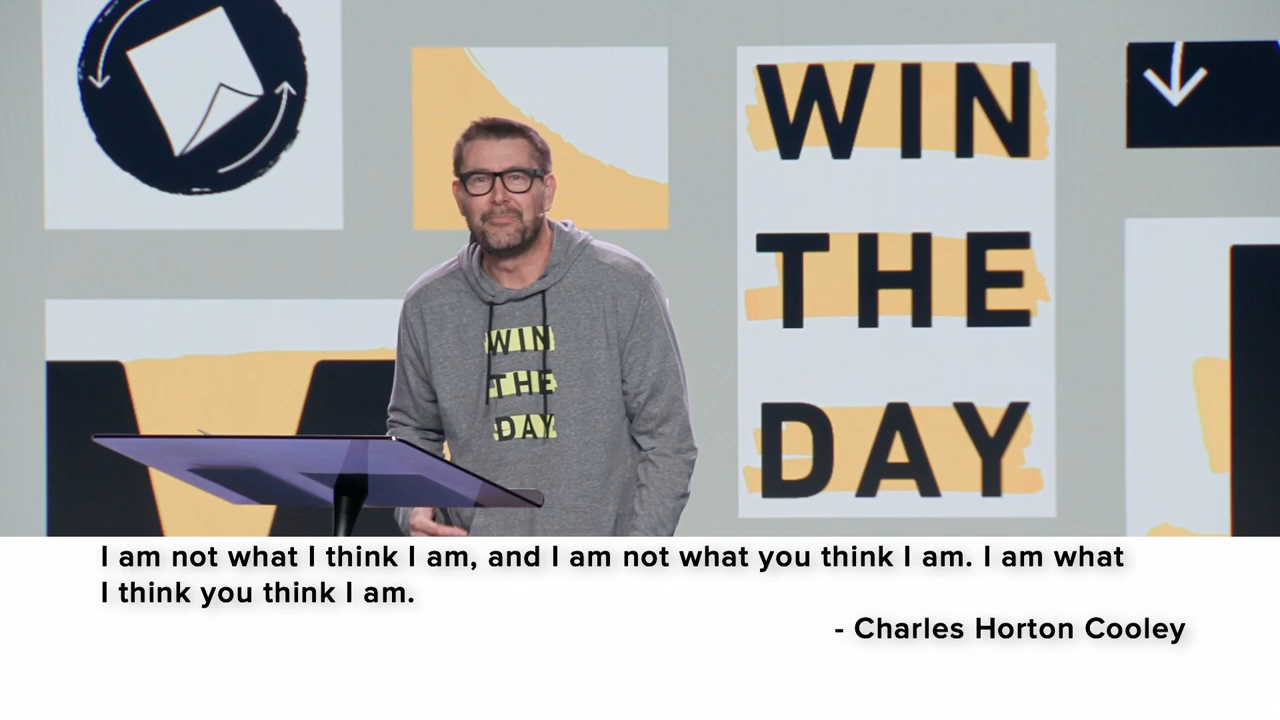 WIN
THE
DAY
WIN
THE
DAY
I am not what I think I am, and I am not what you think I am. I am what
I think you think I am.
- Charles Horton Cooley